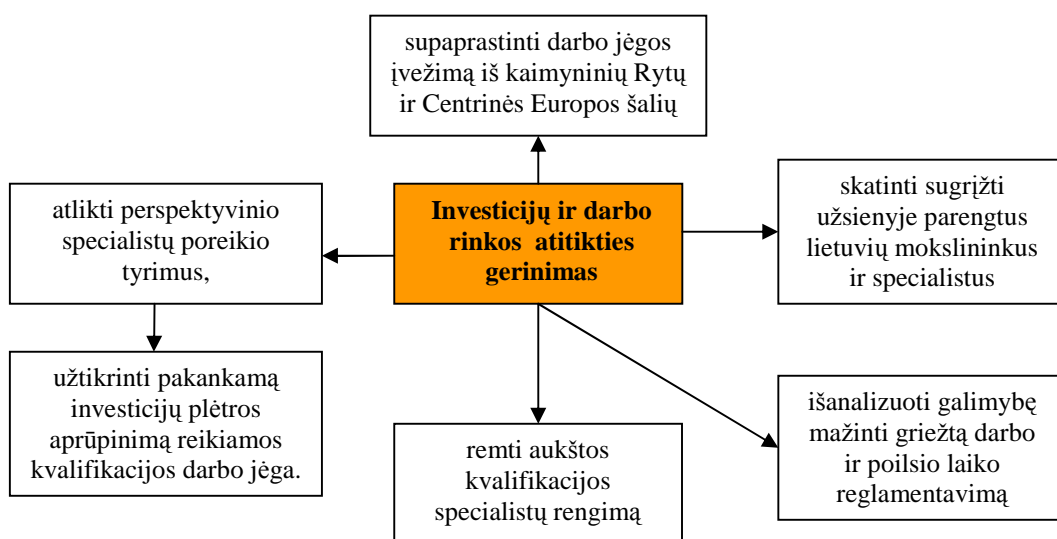 supaprastinti darbo jėgos
įvežimą iš kaimyninių Rytų
ir Centrinės Europos šalių
atlikti perspektyvinio
specialistų poreikio
tyrimus,
Investicijų ir darbo
rinkos atitikties
gerinimas
skatinti sugrįžti
užsienyje parengtus
lietuvių mokslininkus
ir specialistus
užtikrinti pakankamą
investicijų plėtros
aprūpinimą reikiamos
kvalifikacijos darbo jėga.
remti aukštos
kvalifikacijos
specialistų rengimą
išanalizuoti galimybę
mažinti griežtą darbo
ir poilsio laiko
reglamentavimą